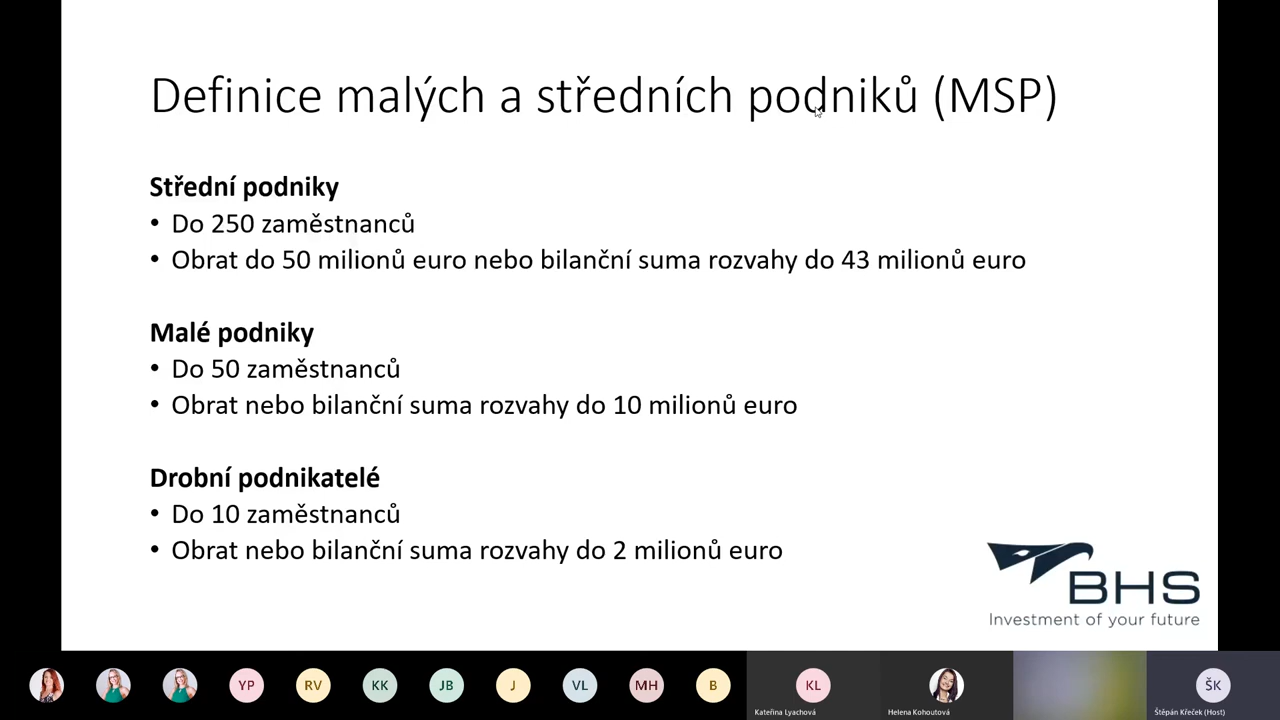 Definice malých a středních podniků (MSP)
Střední podniky
• Do 250 zaměstnanců
• Obrat do 50 milionů euro nebo bilanční suma rozvahy do 43 milionů euro
Malé podniky
• Do 50 zaměstnanců
• Obrat nebo bilanční suma rozvahy do 10 milionů euro
Drobní podnikatelé
• Do 10 zaměstnanců
• Obrat nebo bilanční suma rozvahy do 2 milionů euro
BHS
Investment of your future
YP RV KK JB J VL MH B KL ŠK
Kateřina Lyachová Helena Kohoutová Štěpán Křeček (Host)